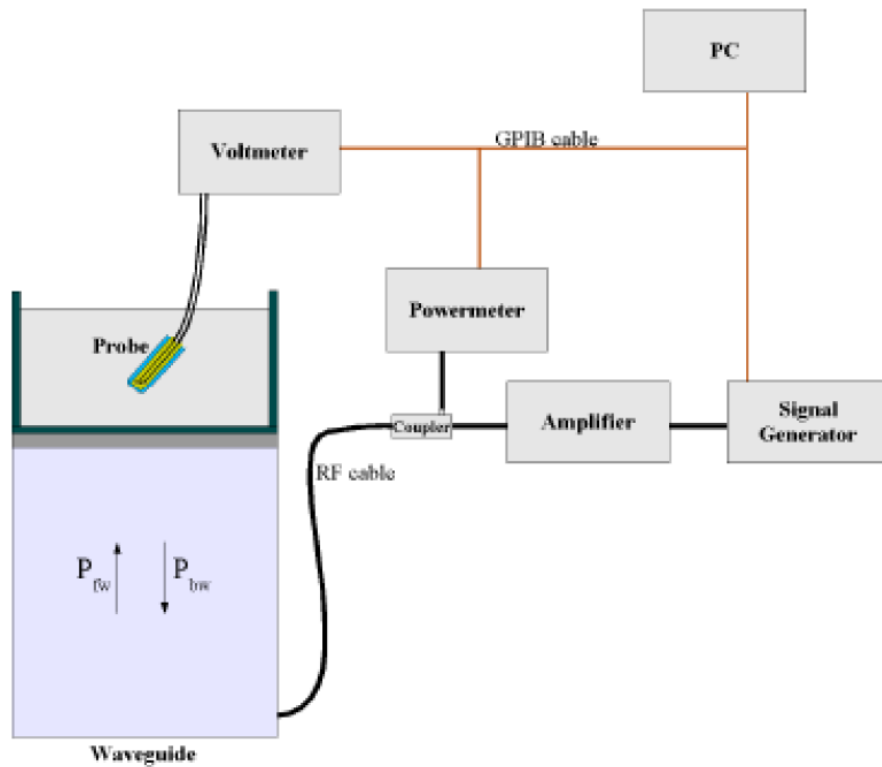 PC
Voltmeter
GPIB cable
Powermeter
Probe
Coupler
Amplifier
Signal
Generator
RF cable
Pfw
Pbw
Waveguide